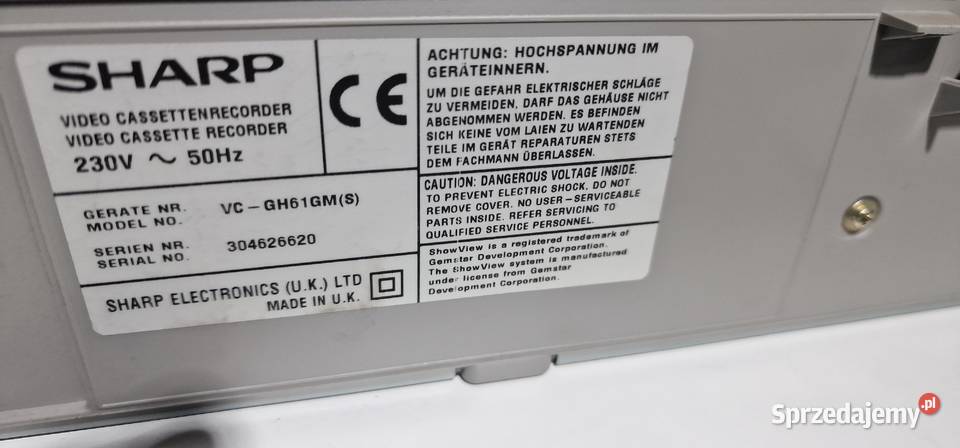 SHARP
VIDEO CASSETTENRECORDER
VIDEO CASSETTE RECORDER
230V ~ 50Hz
CE
GERÄTE NR.
MODEL NO.
VC-GH61GM(S)
SERIEN NR.
SERIAL NO.
304626620
SHARP ELECTRONICS (U.K.) LTD
MADE IN U.K.
ACHTUNG: HOCHSPANNUNG IM
GERÄTEINNERN.
UM DIE GEFAHR ELEKTRISCHER SCHLÄGE
ZU VERMEIDEN, DARF DAS GEHÄUSE NICHT
ABGENOMMEN WERDEN. ES BEFINDEN
SICH KEINE VOM LAIEN ZU WARTENDEN
TEILE IM GERÄT REPARATUREN STETS
DEM FACHMANN ÜBERLASSEN.
CAUTION: DANGEROUS VOLTAGE INSIDE.
TO PREVENT ELECTRIC SHOCK, DO NOT
REMOVE COVER. NO USER-SERVICEABLE
PARTS INSIDE. REFER SERVICING TO
QUALIFIED SERVICE PERSONNEL.
ShowView is a registered trademark of
Gemstar Development Corporation.
The ShowView system is manufactured
under license from Gemstar
Development Corporation.
Sprzedajemy.pl